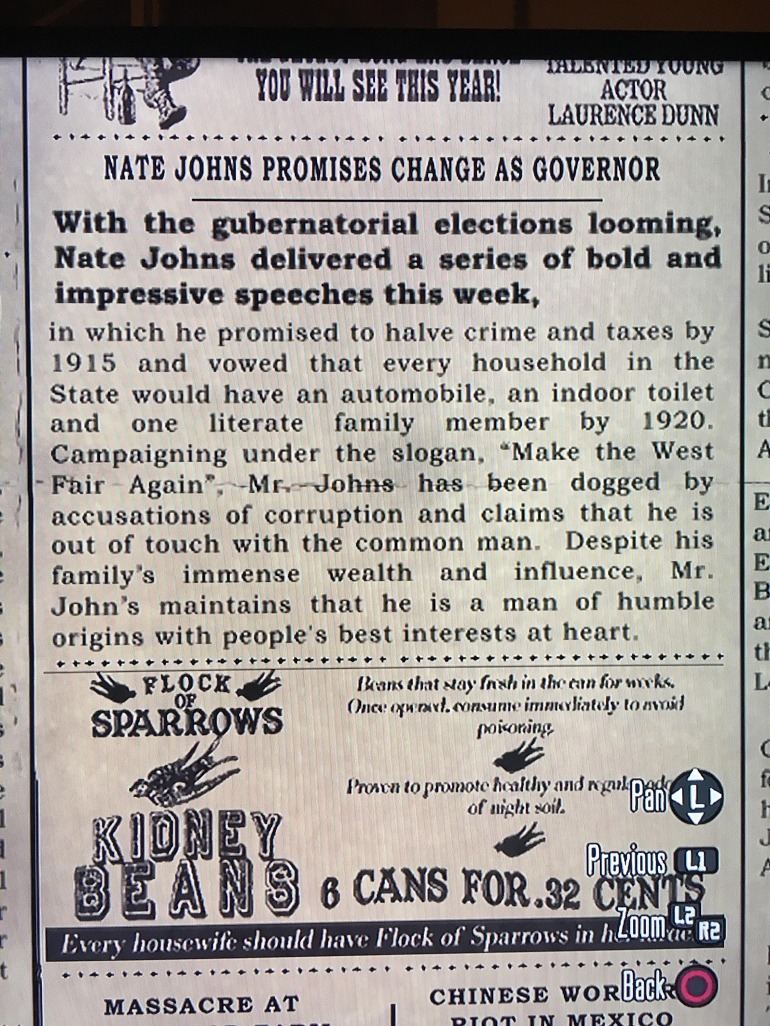 YOU WILL SEE THIS YEAR!
TALENTED YOUNG
ACTOR
LAURENCE DUNN
NATE JOHNS PROMISES CHANGE AS GOVERNOR
With the gubernatorial elections looming,
Nate Johns delivered a series of bold and
impressive speeches this week,
in which he promised to halve crime and taxes by
1915 and vowed that every household in the
State would have an automobile, an indoor toilet
and one literate family member by 1920.
Campaigning under the slogan, "Make the West
Fair Again", Mr. Johns has been dogged by
accusations of corruption and claims that he is
out of touch with the common man. Despite his
family's immense wealth and influence, Mr.
John's maintains that he is a man of humble
origins with people's best interests at heart.
FLOCK
OF
SPARROWS
Beans that stay fresh in the can for weeks.
Once opened, consume immediately to avoid
poisoning.
Proven to promote healthy and
of night soil.
KIDNEY
BEANS
6 CANS FOR .32 CENTS
Every housewife should have Flock of Sparrows in
Pan L
Previous L1
Zoom L2 R2
Back
MASSACRE AT
CHINESE
RIOT IN MEXICO